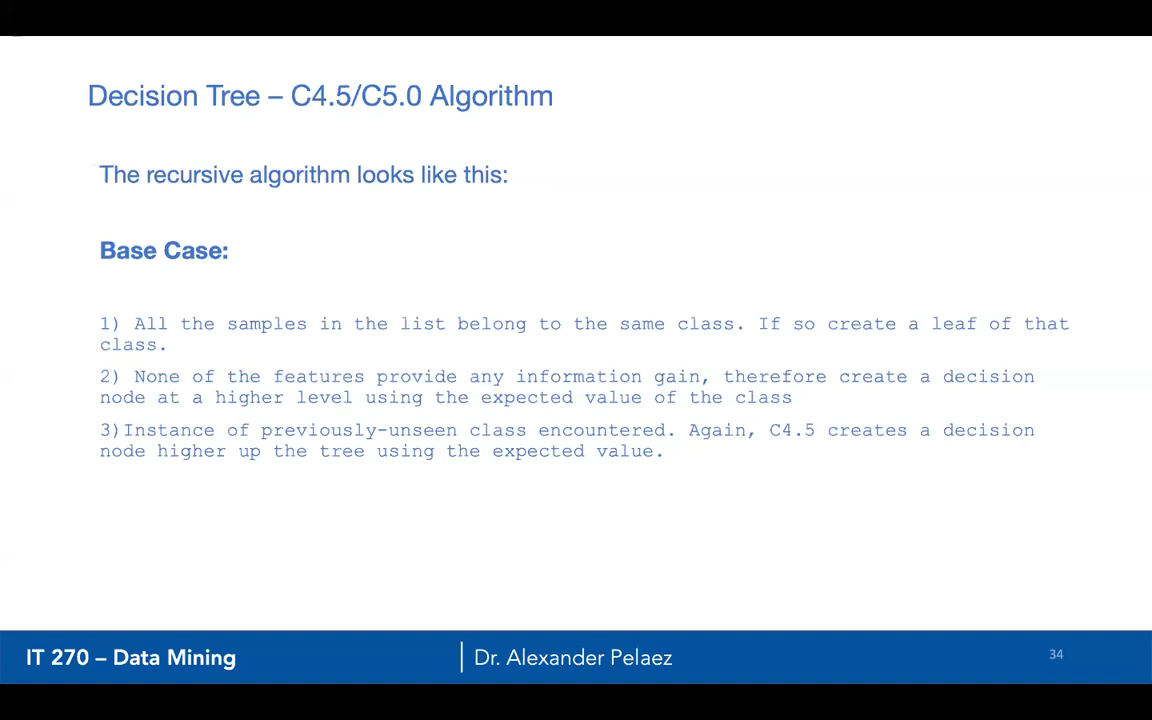 Decision Tree – C4.5/C5.0 Algorithm
The recursive algorithm looks like this:
Base Case:
1) All the samples in the list belong to the same class. If so create a leaf of that
class.
2) None of the features provide any information gain, therefore create a decision
node at a higher level using the expected value of the class
3)Instance of previously-unseen class encountered. Again, C4.5 creates a decision
node higher up the tree using the expected value.
IT 270 – Data Mining
Dr. Alexander Pelaez
34